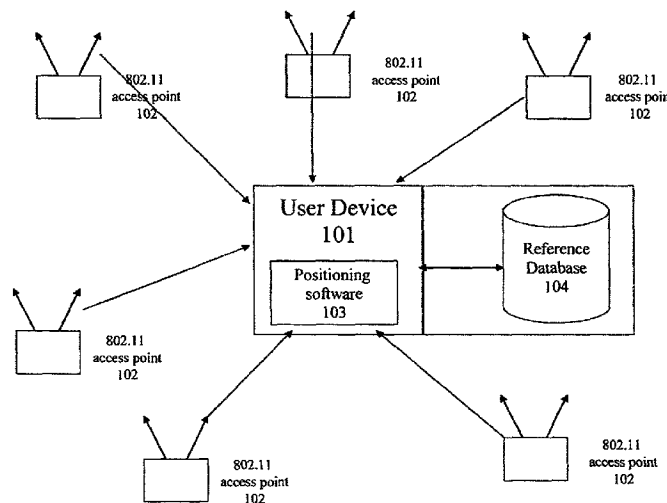 802.11
access point
102
802.11
access point
102
802.11
access point
102
User Device
101
Positioning
software
103
Reference
Database
104
802.11
access point
102
802.11
access point
102
802.11
access point
102